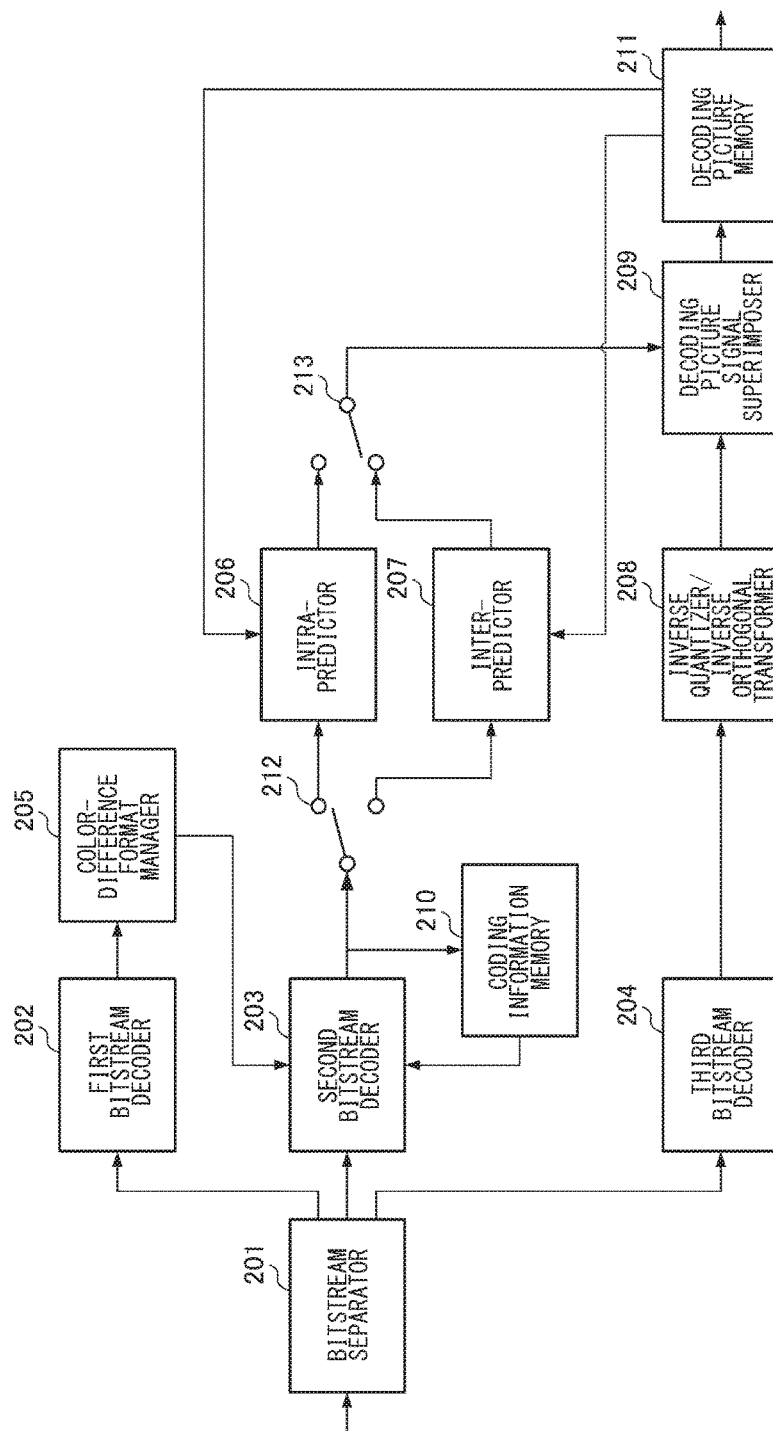 201
BITSTREAM
SEPARATOR
202
FIRST
BITSTREAM
DECODER
203
SECOND
BITSTREAM
DECODER
204
THIRD
BITSTREAM
DECODER
205
COLOR-
DIFFERENCE
FORMAT
MANAGER
210
CODING
INFORMATION
MEMORY
212
206
INTRA-
PREDICTOR
207
INTER-
PREDICTOR
208
INVERSE
QUANTIZER/
INVERSE
ORTHOGONAL
TRANSFORMER
213
209
DECODING
PICTURE
SIGNAL
SUPERIMPOSER
211
DECODING
PICTURE
MEMORY